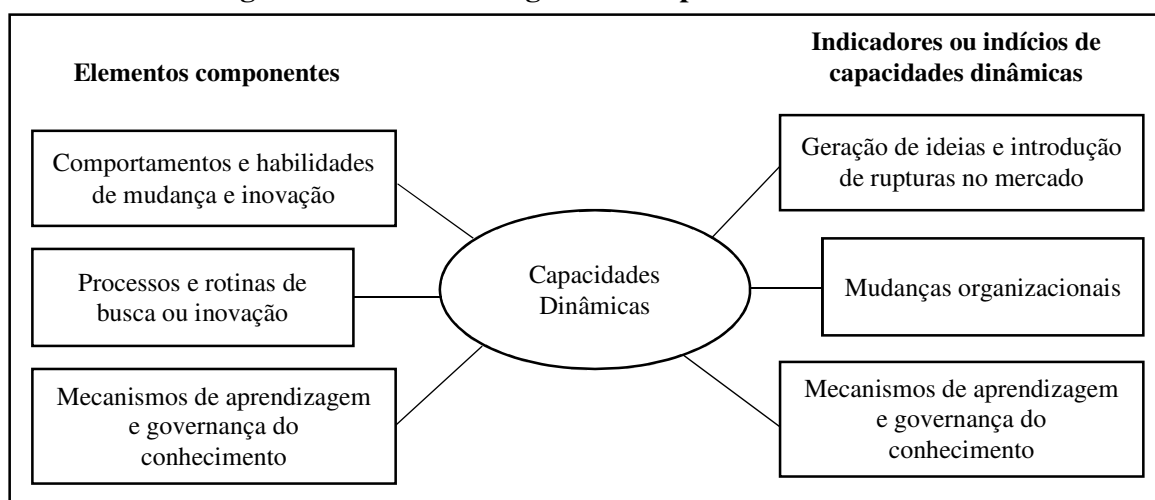 Elementos componentes
Comportamentos e habilidades
de mudança e inovação
Processos e rotinas de
busca ou inovação
Mecanismos de aprendizagem
e governança do
conhecimento
Capacidades
Dinâmicas
Indicadores ou indícios de
capacidades dinâmicas
Geração de ideias e introdução
de rupturas no mercado
Mudanças organizacionais
Mecanismos de aprendizagem
e governança do
conhecimento